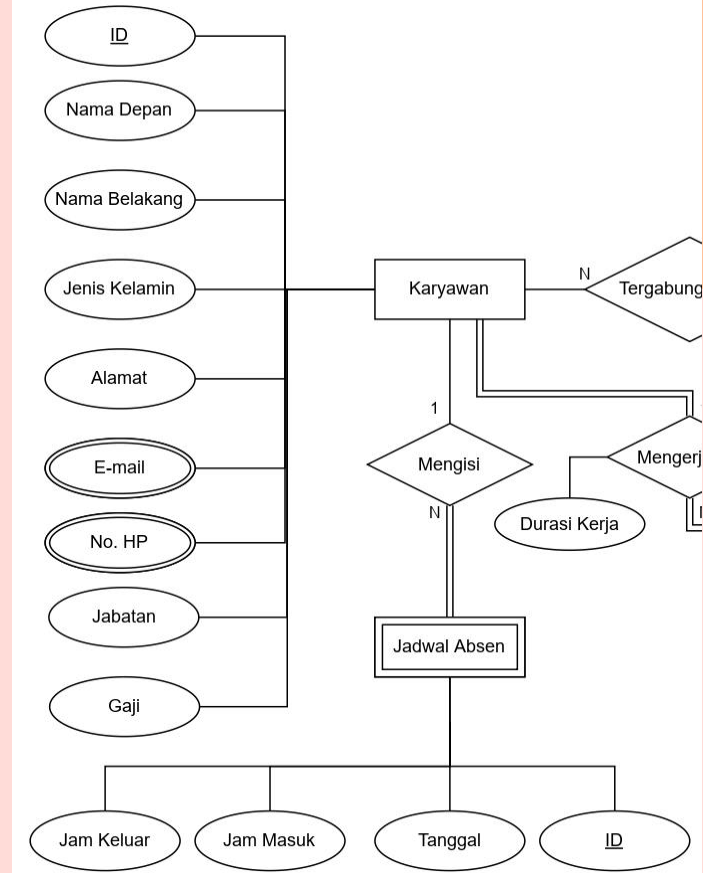 ID
Nama Depan
Nama Belakang
Jenis Kelamin
Alamat
E-mail
No. HP
Jabatan
Gaji
Karyawan
N
Tergabung
1
Mengisi
N
Mengerj
Durasi Kerja
Jadwal Absen
Jam Keluar
Jam Masuk
Tanggal
ID